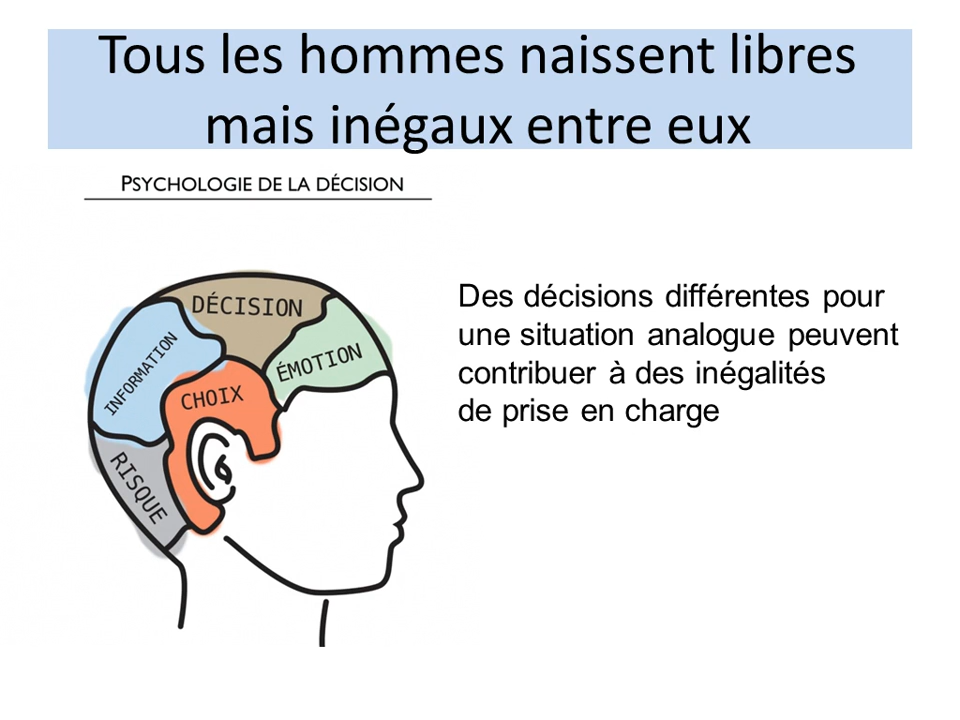 Tous les hommes naissent libres
mais inégaux entre eux
PSYCHOLOGIE DE LA DÉCISION
DÉCISION
INFORMATION
ÉMOTION
CHOIX
RISQUE
Des décisions différentes pour
une situation analogue peuvent
contribuer à des inégalités
de prise en charge